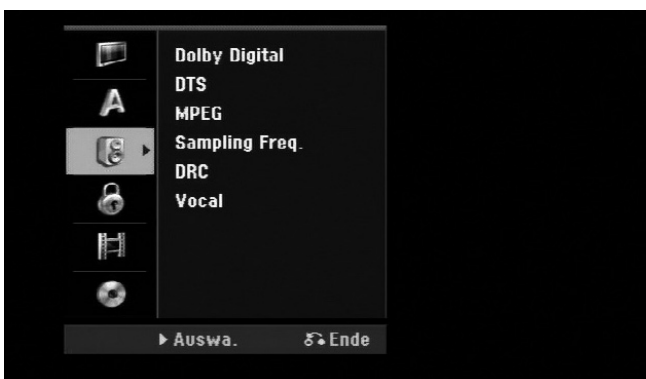 Dolby Digital
DTS
MPEG
Sampling Freq.
DRC
Vocal
Auswa. Ende